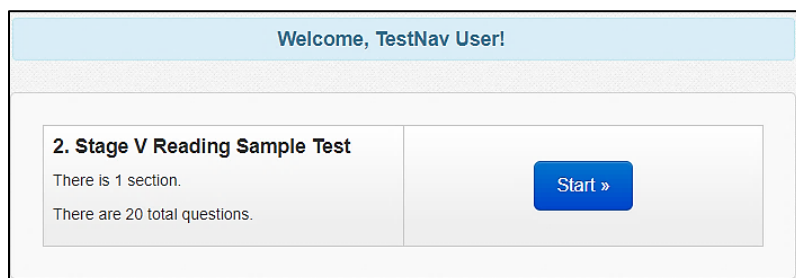 Welcome, TestNav User!
2. Stage V Reading Sample Test
There is 1 section.
Start »
There are 20 total questions.